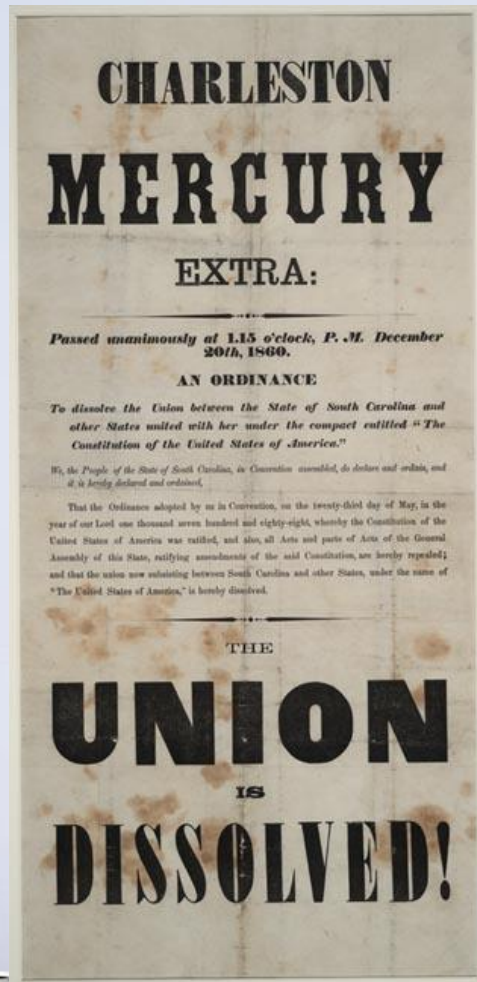 CHARLESTON
MERCURY
EXTRA:
Passed unanimously at 1.15 o'clock, P. M. December
20th, 1860.
AN ORDINANCE
To dissolve the Union between the State of South Carolina and
other States united with her under the compact entitled "The
Constitution of the United States of America."
We, the People of the State of South Carolina, in Convention assembled, do declare and ordain, and
it is hereby declared and ordained,
That the Ordinance adopted by us in Convention, on the twenty-third day of May, in the
year of our Lord one thousand seven hundred and eighty-eight, whereby the Constitution of the
United States of America was ratified, and also, all Acts and parts of Acts of the General
Assembly of this State, ratifying amendments of the said Constitution, are hereby repealed;
and that the union now subsisting between South Carolina and other States, under the name of
"The United States of America," is hereby dissolved.
THE
UNION
IS
DISSOLVED!